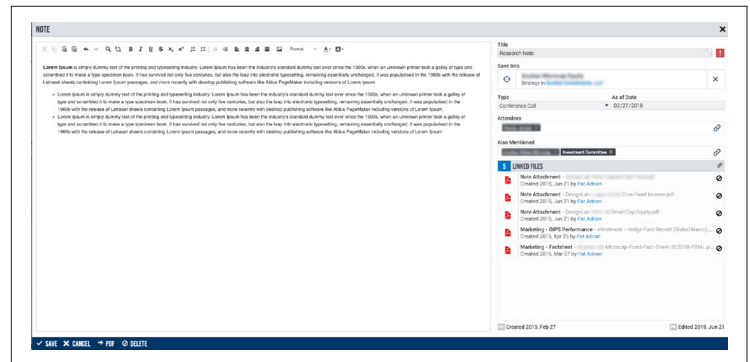 NOTE
Format
Lorem Ipsum is simply dummy text of the printing and typesetting industry. Lorem Ipsum has been the industry's standard dummy text ever since the 1500s, when an unknown printer took a galley of type and
scrambled it to make a type specimen book. It has survived not only five centuries, but also the leap into electronic typesetting, remaining essentially unchanged. It was popularised in the 1960s with the release of
Letraset sheets containing Lorem Ipsum passages, and more recently with desktop publishing software like Aldus PageMaker including versions of Lorem Ipsum.
• Lorem Ipsum is simply dummy text of the printing and typesetting industry. Lorem Ipsum has been the industry's standard dummy text ever since the 1500s, when an unknown printer took a galley of
type and scrambled it to make a type specimen book. It has survived not only five centuries, but also the leap into electronic typesetting, remaining essentially unchanged. It was popularised in the
1960s with the release of Letraset sheets containing Lorem Ipsum passages, and more recently with desktop publishing software like Aldus PageMaker including versions of Lorem Ipsum.
• Lorem Ipsum is simply dummy text of the printing and typesetting industry. Lorem Ipsum has been the industry's standard dummy text ever since the 1500s, when an unknown printer took a galley of
type and scrambled it to make a type specimen book. It has survived not only five centuries, but also the leap into electronic typesetting, remaining essentially unchanged. It was popularised in the
1960s with the release of Letraset sheets containing Lorem Ipsum passages, and more recently with desktop publishing software like Aldus PageMaker including versions of Lorem Ipsum
Title
Research Note
Save Into
Strategy in
Type As of Date
Conference Call 02/27/2019
Attendees
Also Mentioned
Investment Committee ×
5 LINKED FILES
Note Attachment -
Created 2019, Jun 21 by Pat Adrian
Note Attachment - DesignLab Core Fixed Income.pdf
Created 2019, Jun 21 by Pat Adrian
Note Attachment - DesignLab Small Cap Equity.pdf
Created 2019, Jun 21 by Pat Adrian
Marketing - GIPS Performance - eVestment - Hedge Fund Report [Global Macro]...
Created 2019, Apr 25 by Pat Adrian
Marketing - Factsheet - Microcap-Fund-Fact-Sheet-3Q2018-FINAL p...
Created 2019, Mar 07 by Pat Adrian
Created 2019, Feb 27 Edited 2019, Jun 21
SAVE CANCEL PDF DELETE